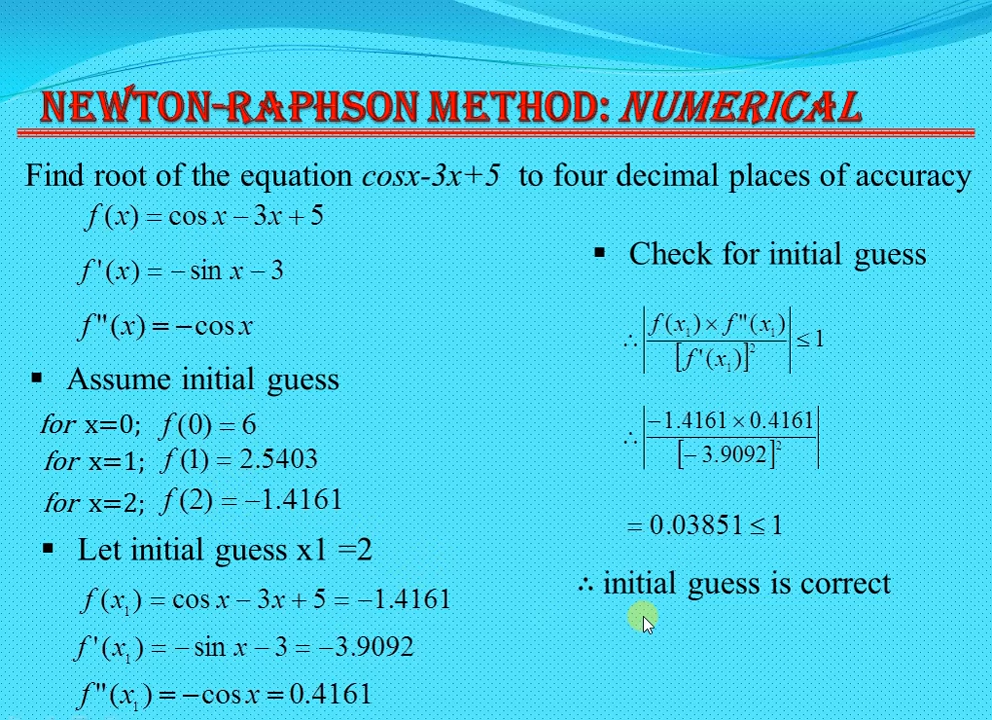 NEWTON-RAPHSON METHOD: NUMERICAL
Find root of the equation cosx-3x+5 to four decimal places of accuracy
f(x) = cos x − 3x + 5
f'(x) = −sin x − 3
f''(x) = −cos x
▪ Assume initial guess
for x=0; f(0) = 6
for x=1; f(1) = 2.5403
for x=2; f(2) = −1.4161
▪ Let initial guess x1 =2
f(x₁) = cos x − 3x + 5 = −1.4161
f'(x₁) = −sin x − 3 = −3.9092
f''(x₁) = −cos x = 0.4161
▪ Check for initial guess
∴ |f(x₁) × f''(x₁) / [f'(x₁)]²| ≤ 1
∴ |−1.4161 × 0.4161 / [−3.9092]²|
= 0.03851 ≤ 1
∴ initial guess is correct